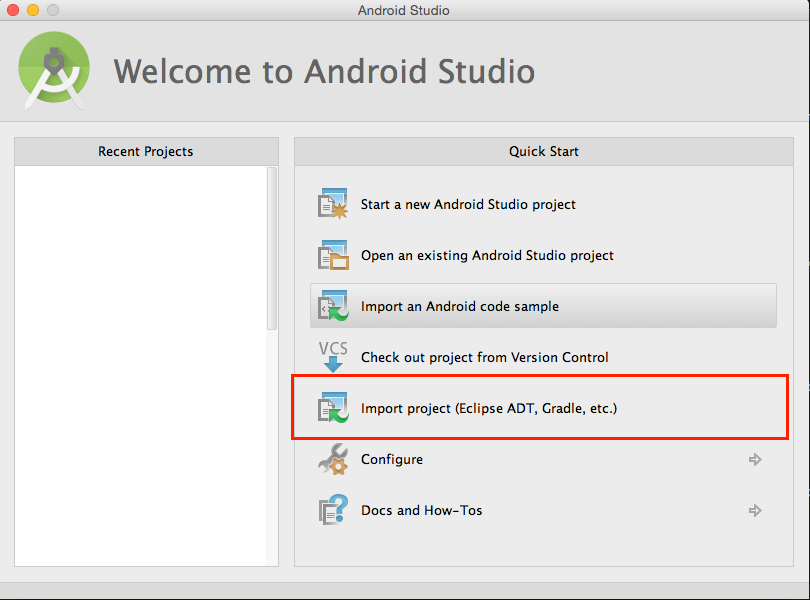 Android Studio
Welcome to Android Studio
Recent Projects
Quick Start
Start a new Android Studio project
Open an existing Android Studio project
Import an Android code sample
VCS
Check out project from Version Control
Import project (Eclipse ADT, Gradle, etc.)
Configure
Docs and How-Tos